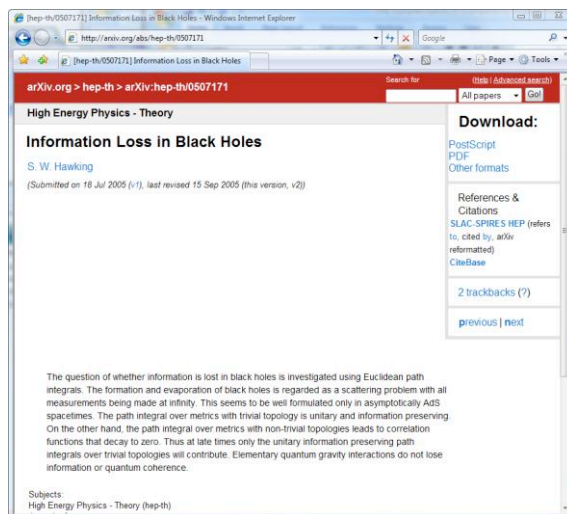 [hep-th/0507171] Information Loss in Black Holes - Windows Internet Explorer
http://arxiv.org/abs/hep-th/0507171
Google
[hep-th/0507171] Information Loss in Black Holes
Page
Tools
arXiv.org > hep-th > arXiv:hep-th/0507171
Search for
(Help | Advanced search)
All papers
Go!
High Energy Physics - Theory
Information Loss in Black Holes
S. W. Hawking
(Submitted on 18 Jul 2005 (v1), last revised 15 Sep 2005 (this version, v2))
Download:
PostScript
PDF
Other formats
References &
Citations
SLAC-SPIRES HEP (refers
to, cited by, arXiv
reformatted)
CiteBase
2 trackbacks (?)
previous | next
The question of whether information is lost in black holes is investigated using Euclidean path
integrals. The formation and evaporation of black holes is regarded as a scattering problem with all
measurements being made at infinity. This seems to be well formulated only in asymptotically AdS
spacetimes. The path integral over metrics with trivial topology is unitary and information preserving.
On the other hand, the path integral over metrics with non-trivial topologies leads to correlation
functions that decay to zero. Thus at late times only the unitary information preserving path
integrals over trivial topologies will contribute. Elementary quantum gravity interactions do not lose
information or quantum coherence.
Subjects:
High Energy Physics - Theory (hep-th)